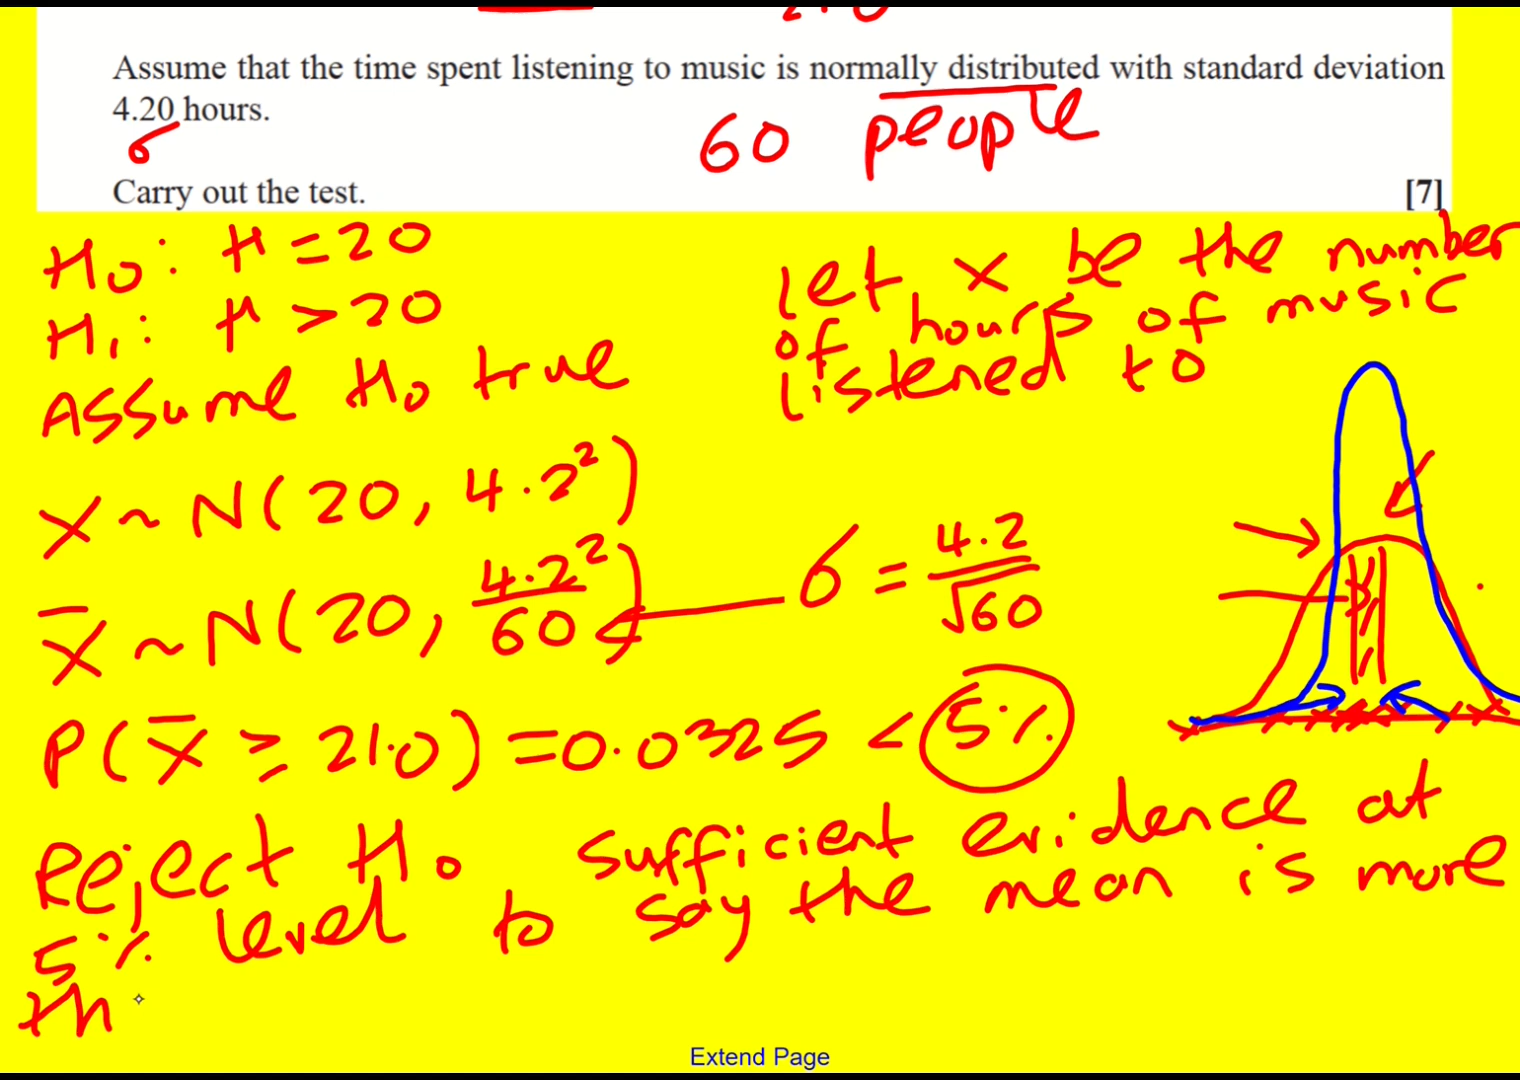 21.0
Assume that the time spent listening to music is normally distributed with standard deviation
4.20 hours.
σ
60 people
Carry out the test. [7]
H0: μ = 20
H1: μ > 20
Let x be the number
of hours of music
listened to
Assume H0 true
X ~ N(20, 4.2²)
X̄ ~ N(20, 4.2²/60)
σ = 4.2/√60
P(X̄ ≥ 21.0) = 0.0325 < 5%
Reject H0 sufficient evidence at
5% level to say the mean is more
th
Extend Page